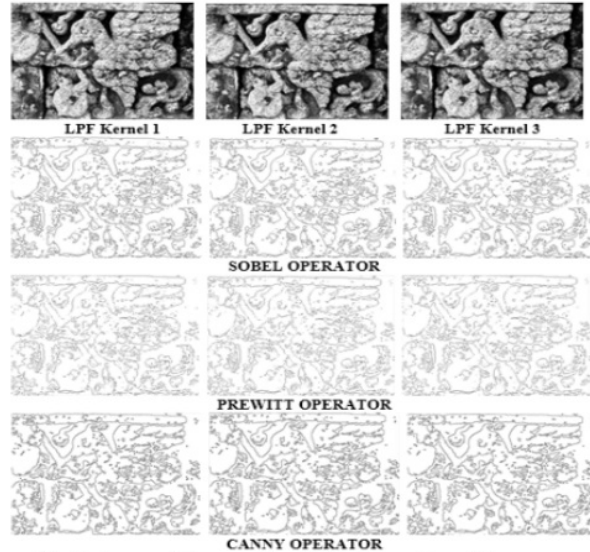 LPF Kernel 1 LPF Kernel 2 LPF Kernel 3
SOBEL OPERATOR
PREWITT OPERATOR
CANNY OPERATOR